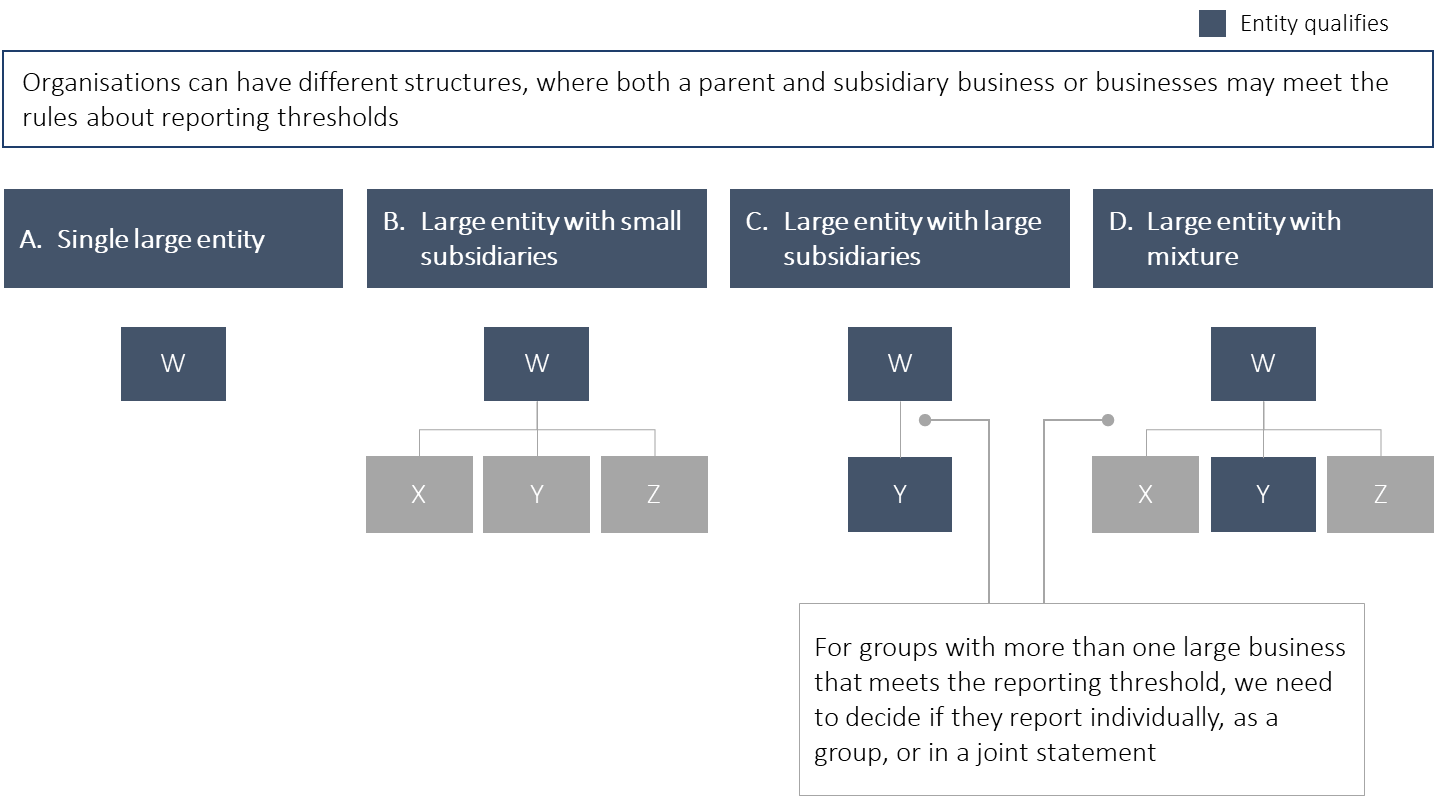 Entity qualifies
Organisations can have different structures, where both a parent and subsidiary business or businesses may meet the
rules about reporting thresholds
A. Single large entity
B. Large entity with small
subsidiaries
C. Large entity with large
subsidiaries
D. Large entity with
mixture
W
W
W
W
X
Y
Z
Y
X
Y
Z
For groups with more than one large business
that meets the reporting threshold, we need
to decide if they report individually, as a
group, or in a joint statement